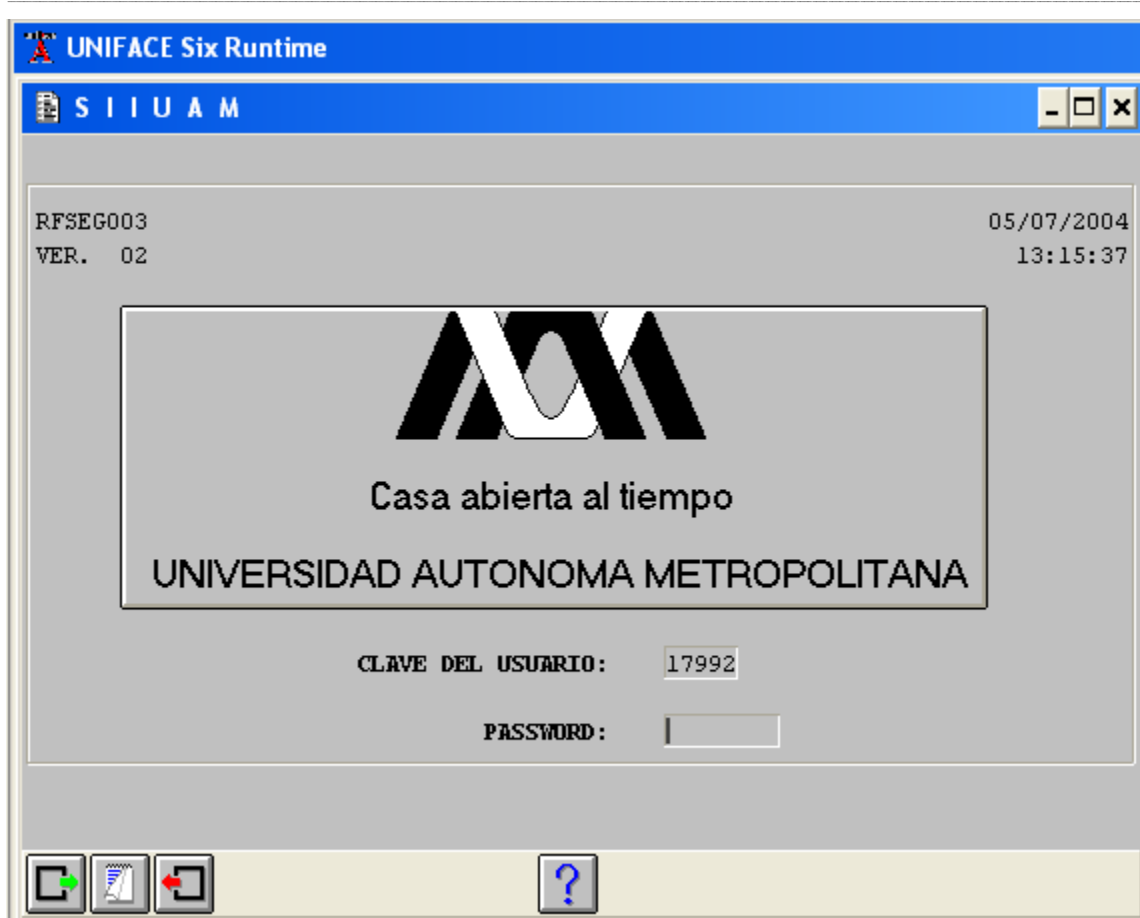 UNIFACE Six Runtime
S I I U A M
RFSEG003 05/07/2004
VER. 02 13:15:37
Casa abierta al tiempo
UNIVERSIDAD AUTONOMA METROPOLITANA
CLAVE DEL USUARIO: 17992
PASSWORD:
?